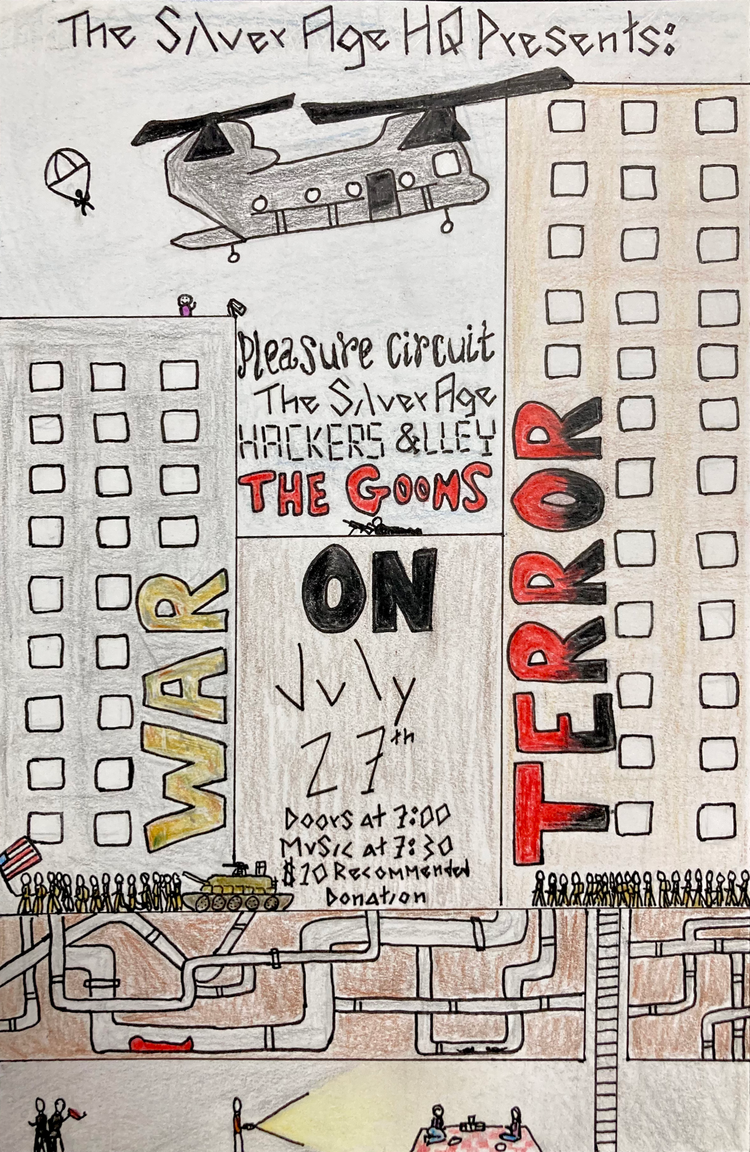 The Silver Age HQ Presents:
Pleasure Circuit
The Silver Age
HACKERS &LLEY
THE GOONS
WAR
ON
TERROR
July
27th
Doors at 7:00
Music at 7:30
$10 Recommended
Donation